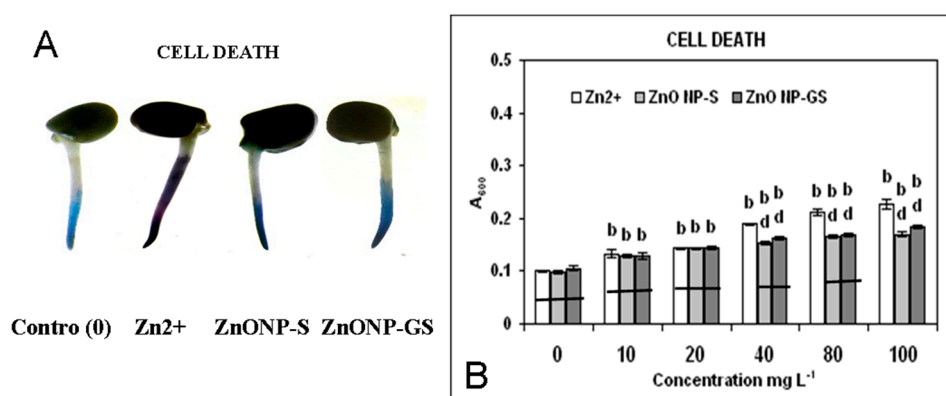 A
CELL DEATH
Contro (0) Zn2+ ZnONP-S ZnONP-GS
CELL DEATH
0.5
Zn2+ ZnO NP-S ZnO NP-GS
0.4
0.3
A600
0.2
0.1
0
b b b
b b b
b b b
d d
b b b
d d
b b b
d d
0 10 20 40 80 100
Concentration mg L-1
B